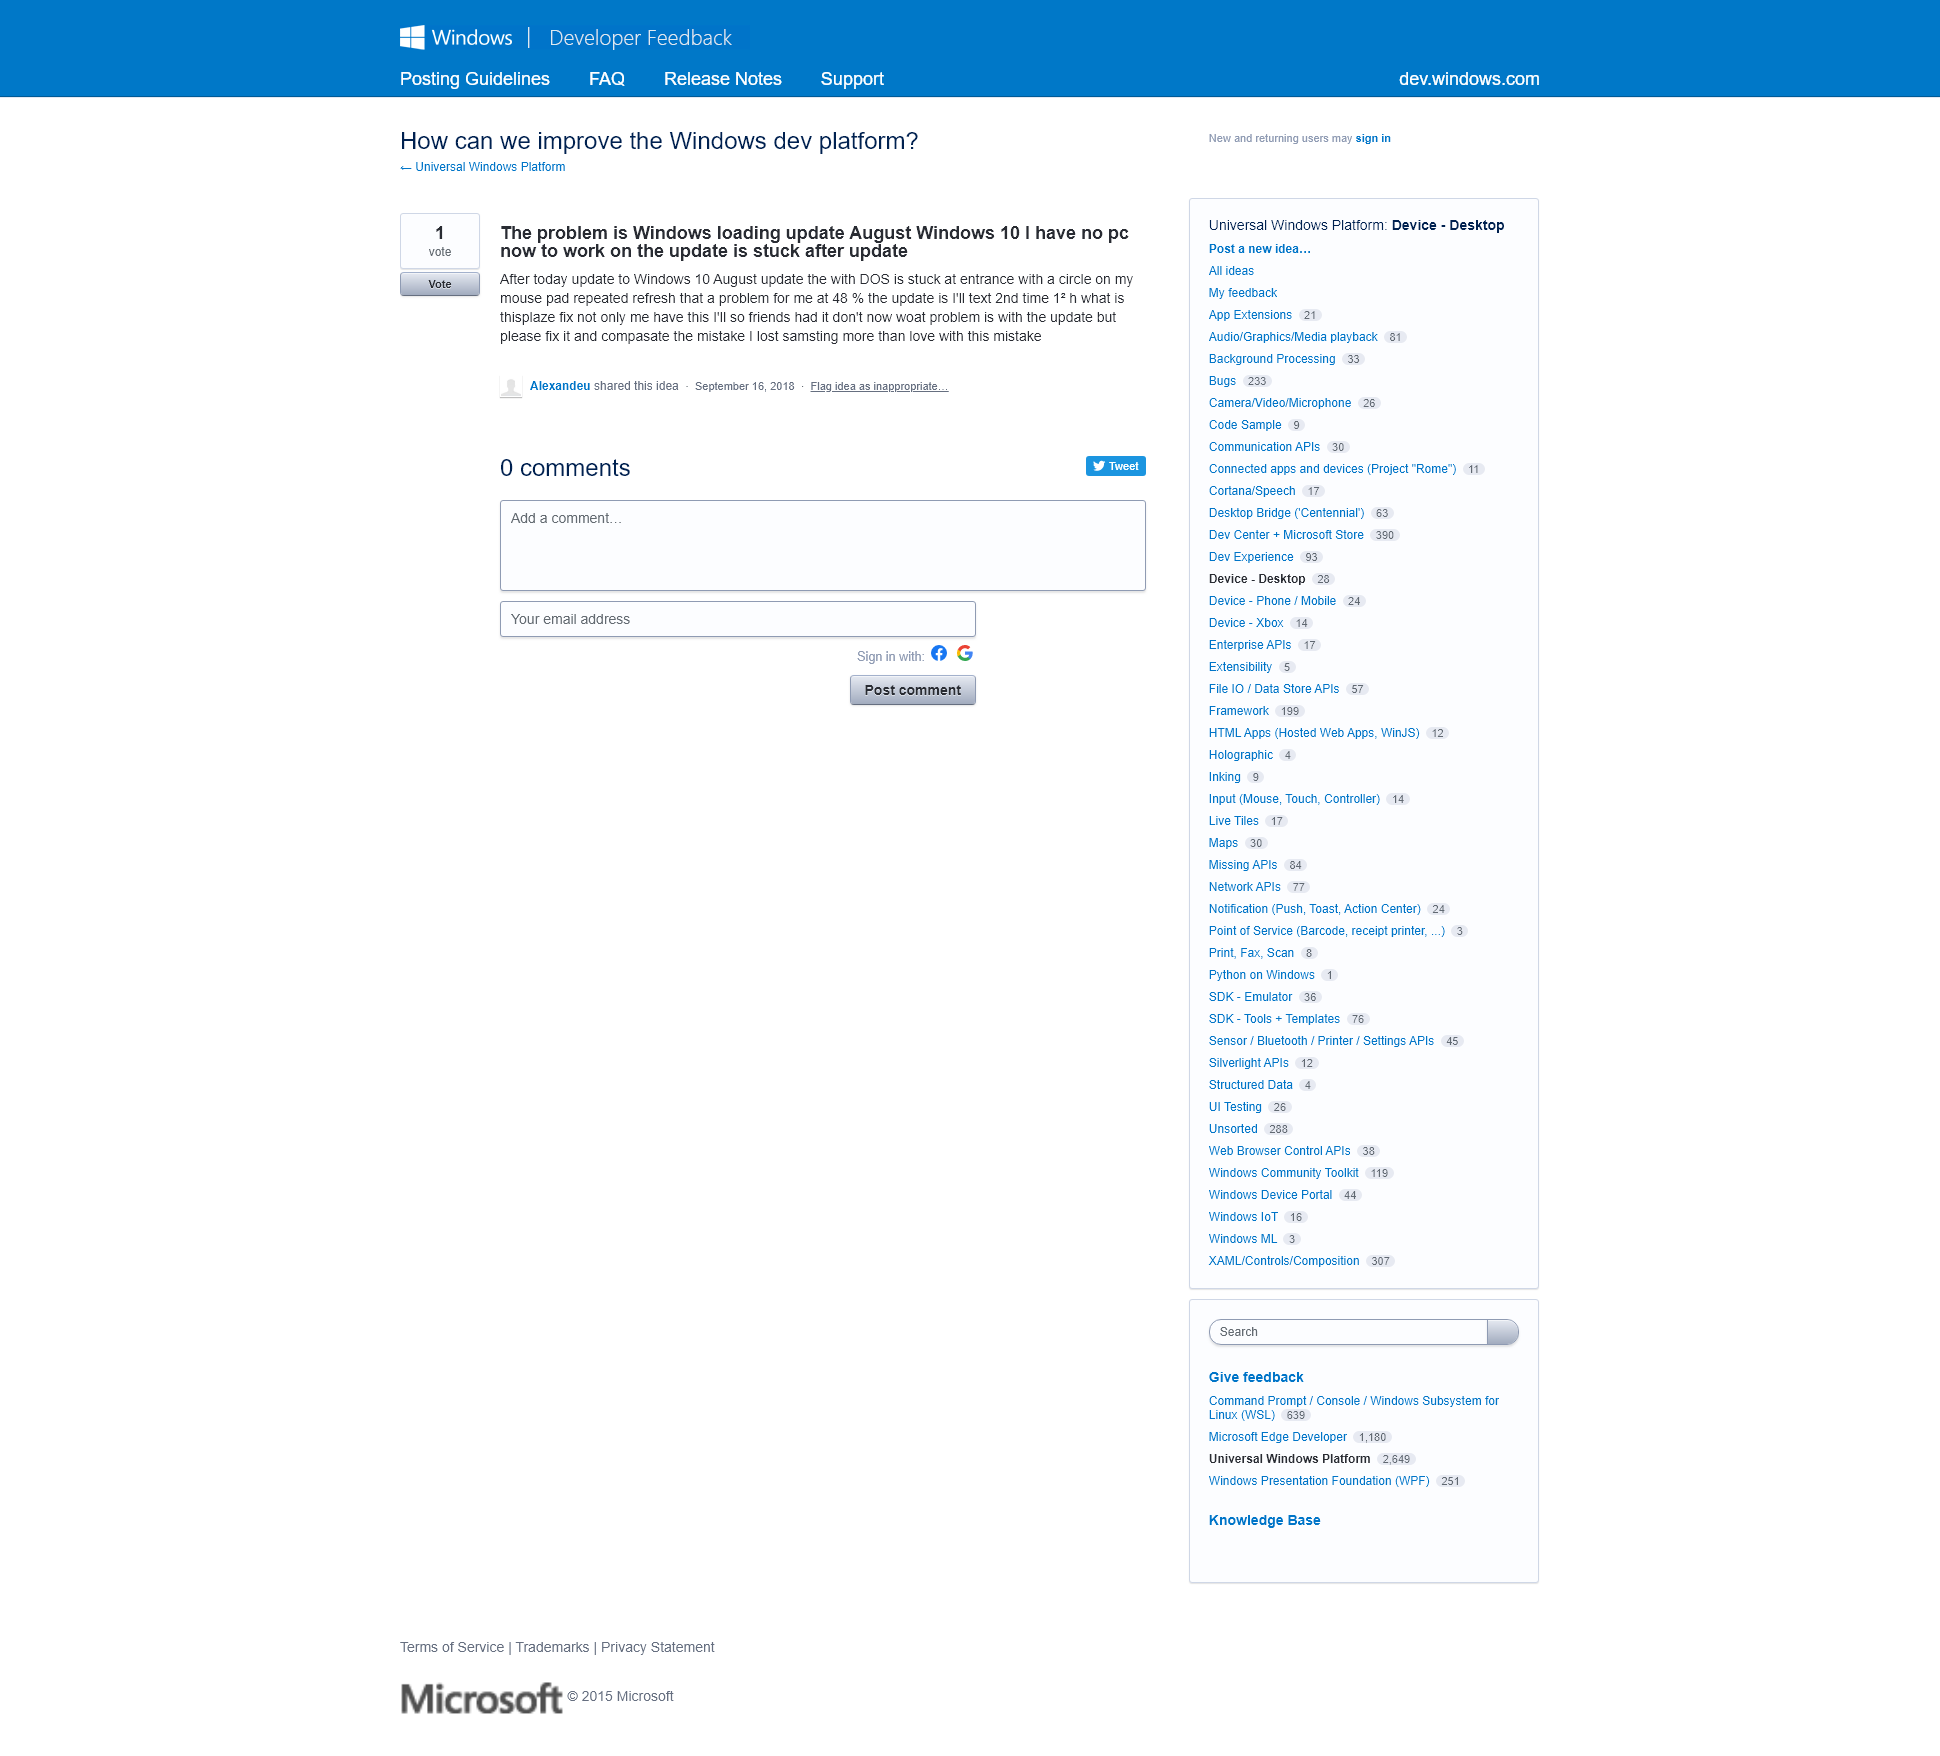 Windows | Developer Feedback
Posting Guidelines FAQ Release Notes Support dev.windows.com
How can we improve the Windows dev platform?
← Universal Windows Platform
New and returning users may sign in
1
vote
Vote
The problem is Windows loading update August Windows 10 I have no pc
now to work on the update is stuck after update
After today update to Windows 10 August update the with DOS is stuck at entrance with a circle on my
mouse pad repeated refresh that a problem for me at 48 % the update is I'll text 2nd time 1² h what is
thisplaze fix not only me have this I'll so friends had it don't now woat problem is with the update but
please fix it and compasate the mistake I lost samsting more than love with this mistake
Alexandeu shared this idea · September 16, 2018 · Flag idea as inappropriate…
0 comments
Tweet
Add a comment…
Your email address
Sign in with:
Post comment
Universal Windows Platform: Device - Desktop
Post a new idea…
All ideas
My feedback
App Extensions 21
Audio/Graphics/Media playback 81
Background Processing 33
Bugs 233
Camera/Video/Microphone 26
Code Sample 9
Communication APIs 30
Connected apps and devices (Project "Rome") 11
Cortana/Speech 17
Desktop Bridge ('Centennial') 63
Dev Center + Microsoft Store 390
Dev Experience 93
Device - Desktop 28
Device - Phone / Mobile 24
Device - Xbox 14
Enterprise APIs 17
Extensibility 5
File IO / Data Store APIs 57
Framework 199
HTML Apps (Hosted Web Apps, WinJS) 12
Holographic 4
Inking 9
Input (Mouse, Touch, Controller) 14
Live Tiles 17
Maps 30
Missing APIs 84
Network APIs 77
Notification (Push, Toast, Action Center) 24
Point of Service (Barcode, receipt printer, ...) 3
Print, Fax, Scan 8
Python on Windows 1
SDK - Emulator 36
SDK - Tools + Templates 76
Sensor / Bluetooth / Printer / Settings APIs 45
Silverlight APIs 12
Structured Data 4
UI Testing 26
Unsorted 288
Web Browser Control APIs 38
Windows Community Toolkit 119
Windows Device Portal 44
Windows IoT 16
Windows ML 3
XAML/Controls/Composition 307
Search
Give feedback
Command Prompt / Console / Windows Subsystem for
Linux (WSL) 639
Microsoft Edge Developer 1,180
Universal Windows Platform 2,649
Windows Presentation Foundation (WPF) 251
Knowledge Base
Terms of Service | Trademarks | Privacy Statement
Microsoft © 2015 Microsoft